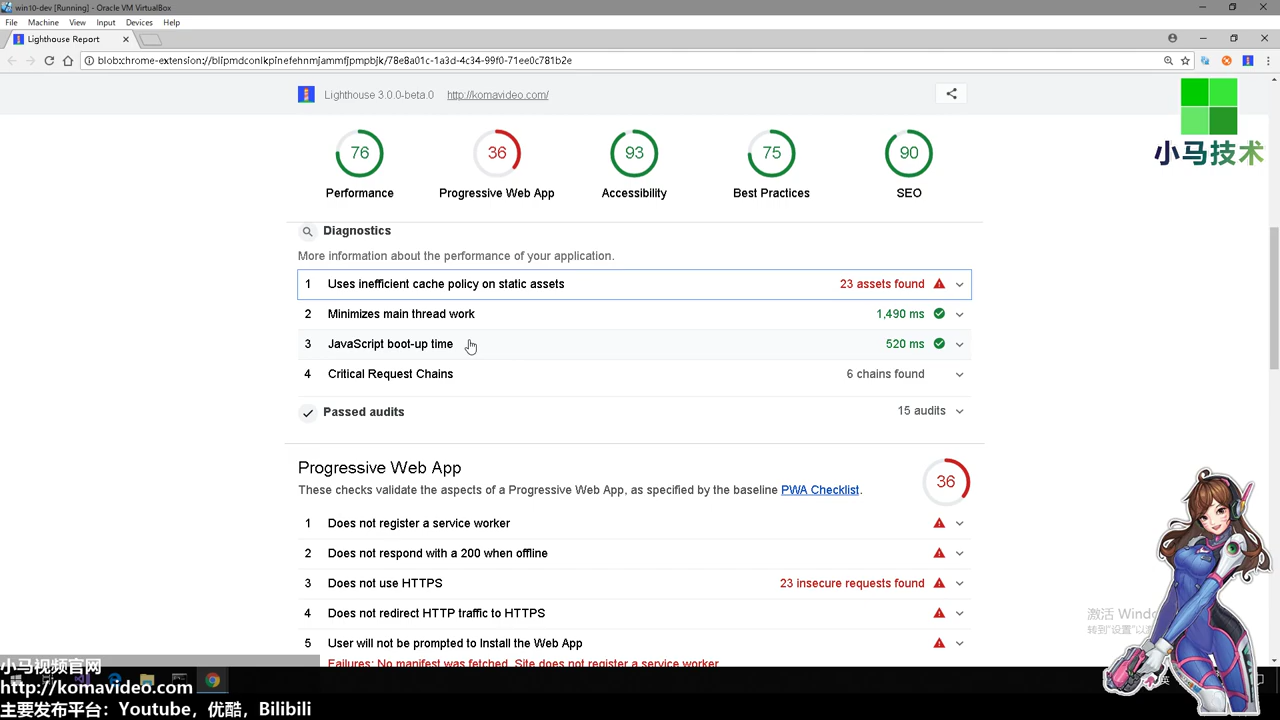 win10-dev [Running] - Oracle VM VirtualBox
File Machine View Input Devices Help
Lighthouse Report
blob:chrome-extension://blipmdconlkpinefehnmjammfjpmpbjk/78e8a01c-1a3d-4c34-99f0-71ee0c781b2e
Lighthouse 3.0.0-beta.0 http://komavideo.com/
小马技术
76 36 93 75 90
Performance Progressive Web App Accessibility Best Practices SEO
Diagnostics
More information about the performance of your application.
1 Uses inefficient cache policy on static assets 23 assets found
2 Minimizes main thread work 1,490 ms
3 JavaScript boot-up time 520 ms
4 Critical Request Chains 6 chains found
Passed audits 15 audits
Progressive Web App 36
These checks validate the aspects of a Progressive Web App, as specified by the baseline PWA Checklist.
1 Does not register a service worker
2 Does not respond with a 200 when offline
3 Does not use HTTPS 23 insecure requests found
4 Does not redirect HTTP traffic to HTTPS
激活 Windo
转到"设置"以
5 User will not be prompted to Install the Web App
Failures: No manifest was fetched, Site does not register a service worker
小马视频官网
http://komavideo.com
英
主要发布平台：Youtube，优酷，Bilibili